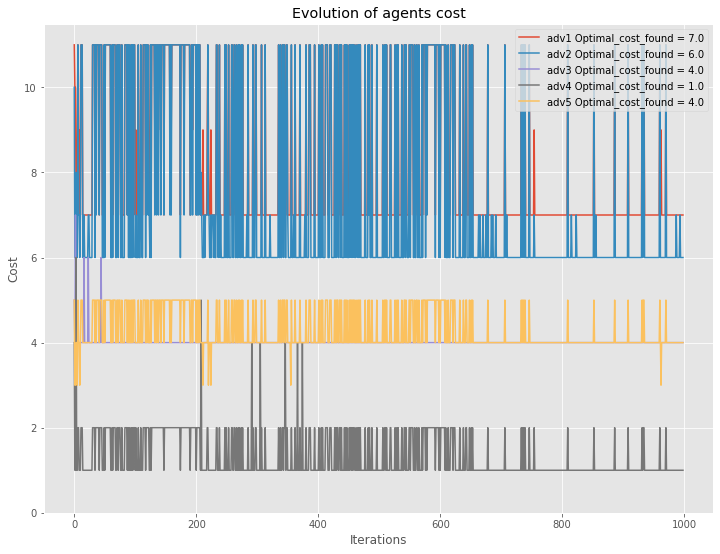 Evolution of agents cost
adv1 Optimal_cost_found = 7.0
adv2 Optimal_cost_found = 6.0
adv3 Optimal_cost_found = 4.0
adv4 Optimal_cost_found = 1.0
adv5 Optimal_cost_found = 4.0
10
8
6
4
2
0
Cost
0 200 400 600 800 1000
Iterations